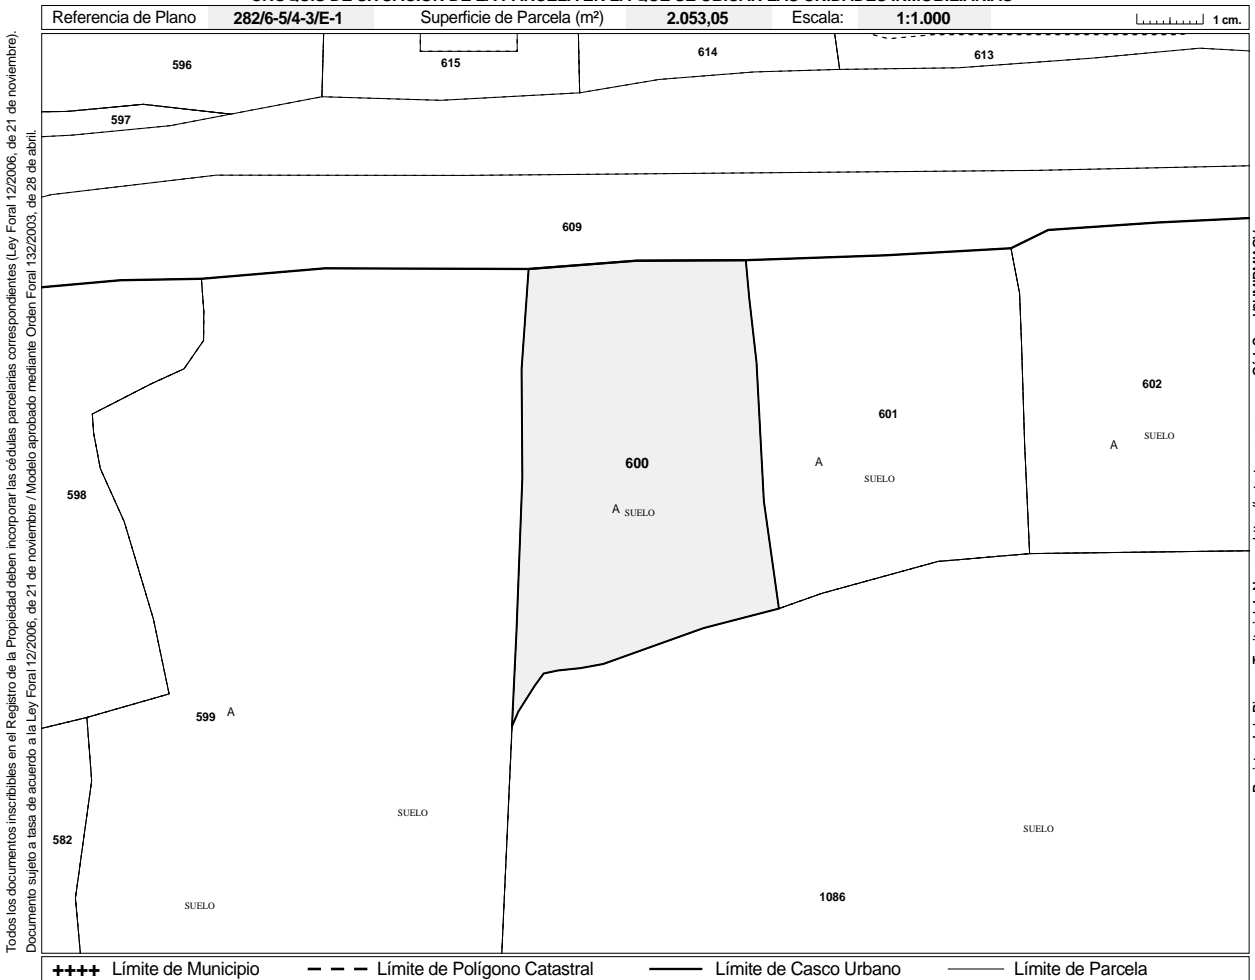 Referencia de Plano 282/6-5/4-3/E-1 Superficie de Parcela (m²) 2.053,05 Escala: 1:1.000 1 cm.
Todos los documentos inscribibles en el Registro de la Propiedad deben incorporar las cédulas parcelarias correspondientes (Ley Foral 12/2006, de 21 de noviembre).
Documento sujeto a tasa de acuerdo a la Ley Foral 12/2006, de 21 de noviembre / Modelo aprobado mediante Orden Foral 132/2003, de 28 de abril.
596
615
614
613
597
609
602
601
SUELO
A
600
A
SUELO
598
A SUELO
599 A
SUELO
SUELO
582
1086
SUELO
++++ Límite de Municipio
Límite de Polígono Catastral
Límite de Casco Urbano
Límite de Parcela